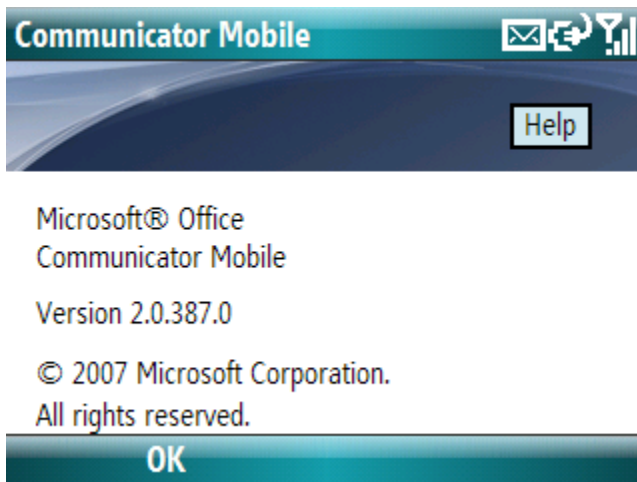 Communicator Mobile
Help
Microsoft® Office
Communicator Mobile
Version 2.0.387.0
© 2007 Microsoft Corporation.
All rights reserved.
OK